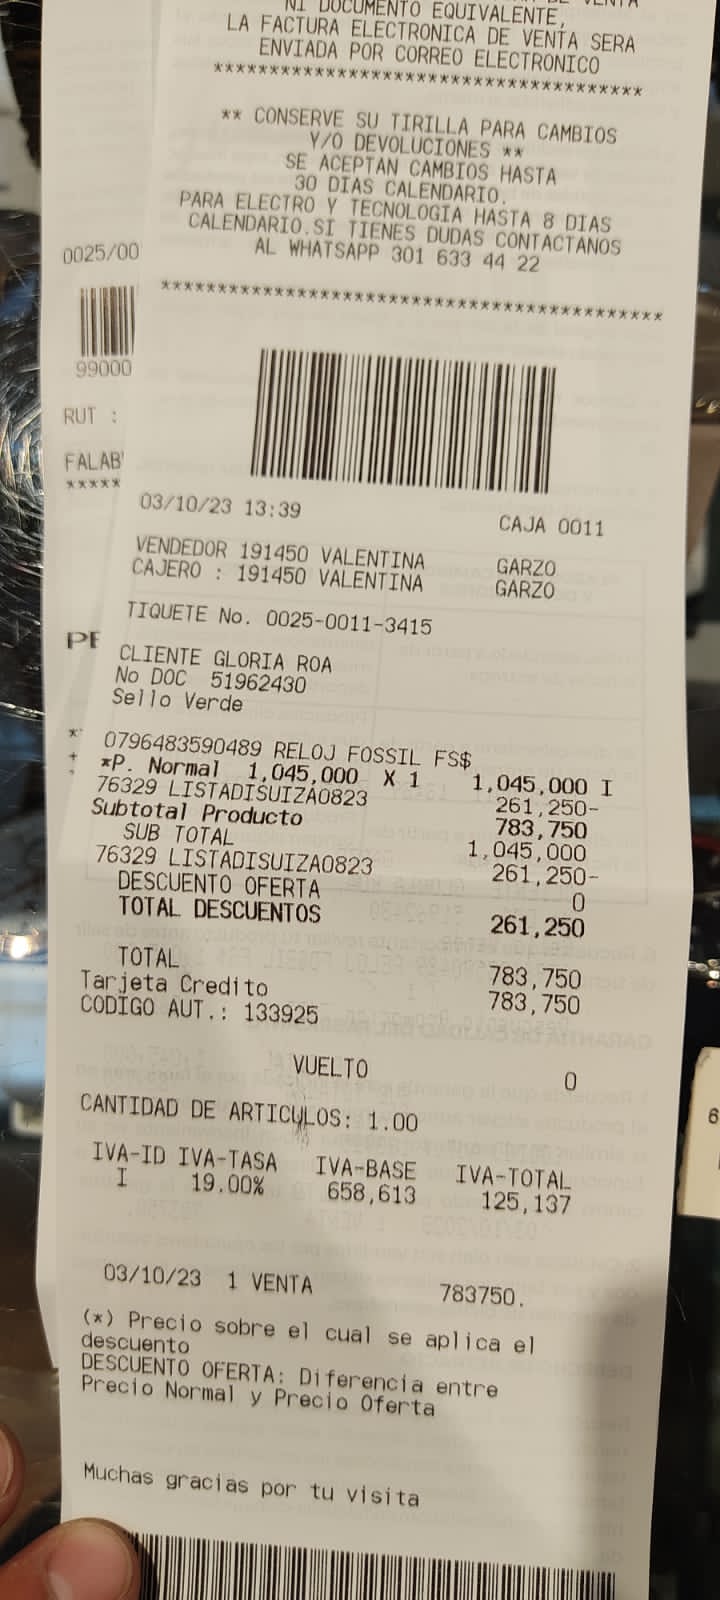 NI DOCUMENTO EQUIVALENTE,
LA FACTURA ELECTRONICA DE VENTA SERA
ENVIADA POR CORREO ELECTRONICO
**************************************
** CONSERVE SU TIRILLA PARA CAMBIOS
Y/O DEVOLUCIONES **
SE ACEPTAN CAMBIOS HASTA
30 DIAS CALENDARIO.
PARA ELECTRO Y TECNOLOGIA HASTA 8 DIAS
CALENDARIO.SI TIENES DUDAS CONTACTANOS
AL WHATSAPP 301 633 44 22
********************************************
0025/00
99000
RUT :
FALAB
*****
03/10/23 13:39 CAJA 0011
VENDEDOR 191450 VALENTINA GARZO
CAJERO : 191450 VALENTINA GARZO
TIQUETE No. 0025-0011-3415
CLIENTE GLORIA ROA
No DOC 51962430
Sello Verde
0796483590489 RELOJ FOSSIL FS$
*P. Normal 1,045,000 X 1 1,045,000 I
76329 LISTADISUIZA0823 261,250-
Subtotal Producto 783,750
SUB TOTAL 1,045,000
76329 LISTADISUIZA0823 261,250-
DESCUENTO OFERTA 0
TOTAL DESCUENTOS 261,250
TOTAL 783,750
Tarjeta Credito 783,750
CODIGO AUT.: 133925
VUELTO 0
CANTIDAD DE ARTICULOS: 1.00
IVA-ID IVA-TASA IVA-BASE IVA-TOTAL
I 19.00% 658,613 125,137
03/10/23 1 VENTA 783750.
(*) Precio sobre el cual se aplica el
descuento
DESCUENTO OFERTA: Diferencia entre
Precio Normal y Precio Oferta
Muchas gracias por tu visita